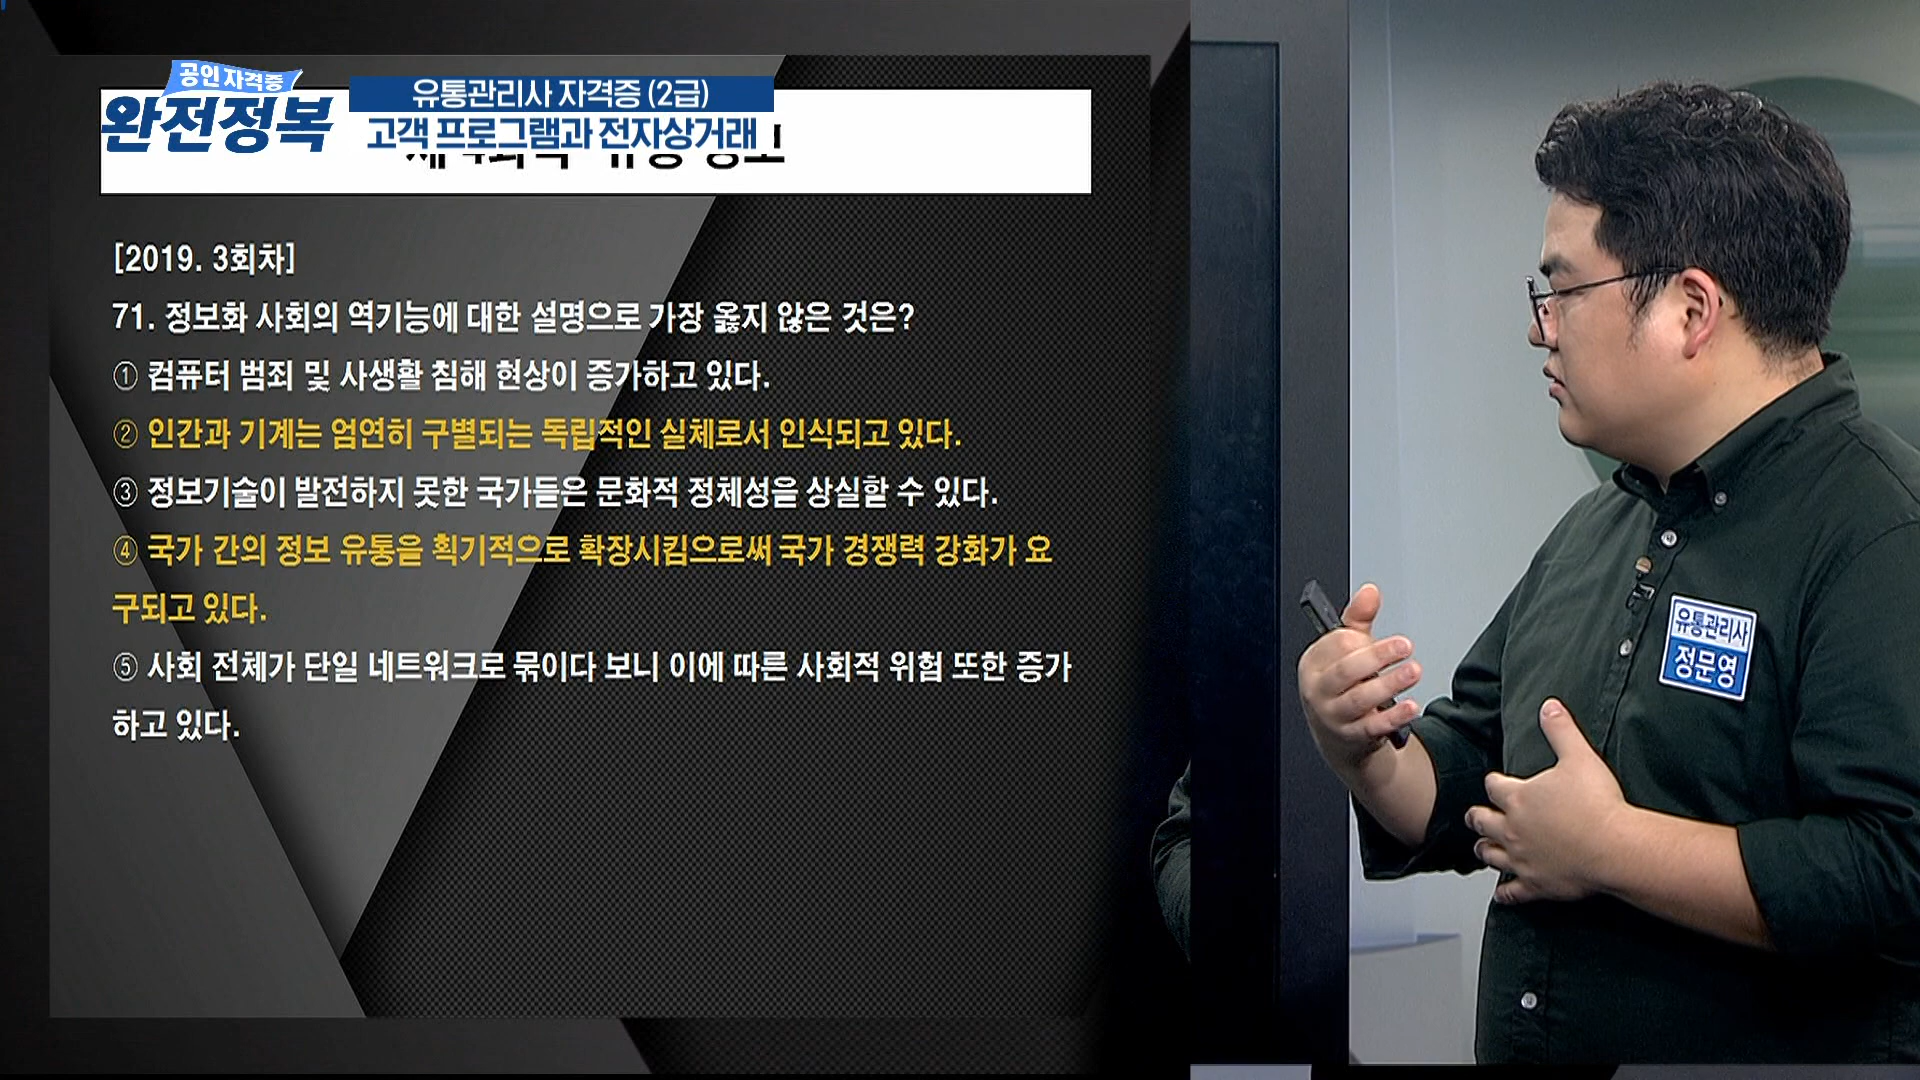 공인 자격증
완전정복
유통관리사 자격증 (2급)
고객 프로그램과 전자상거래
[2019. 3회차]
71. 정보화 사회의 역기능에 대한 설명으로 가장 옳지 않은 것은?
① 컴퓨터 범죄 및 사생활 침해 현상이 증가하고 있다.
② 인간과 기계는 엄연히 구별되는 독립적인 실체로서 인식되고 있다.
③ 정보기술이 발전하지 못한 국가들은 문화적 정체성을 상실할 수 있다.
④ 국가 간의 정보 유통을 획기적으로 확장시킴으로써 국가 경쟁력 강화가 요
구되고 있다.
⑤ 사회 전체가 단일 네트워크로 묶이다 보니 이에 따른 사회적 위험 또한 증가
하고 있다.
유통관리사
정문영